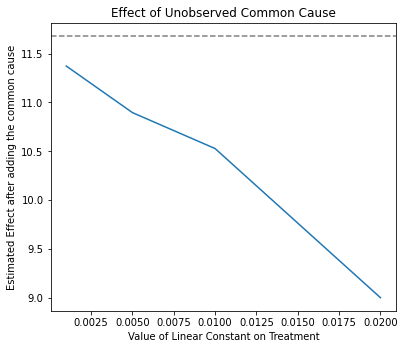 Effect of Unobserved Common Cause
Estimated Effect after adding the common cause
11.5
11.0
10.5
10.0
9.5
9.0
0.0025 0.0050 0.0075 0.0100 0.0125 0.0150 0.0175 0.0200
Value of Linear Constant on Treatment